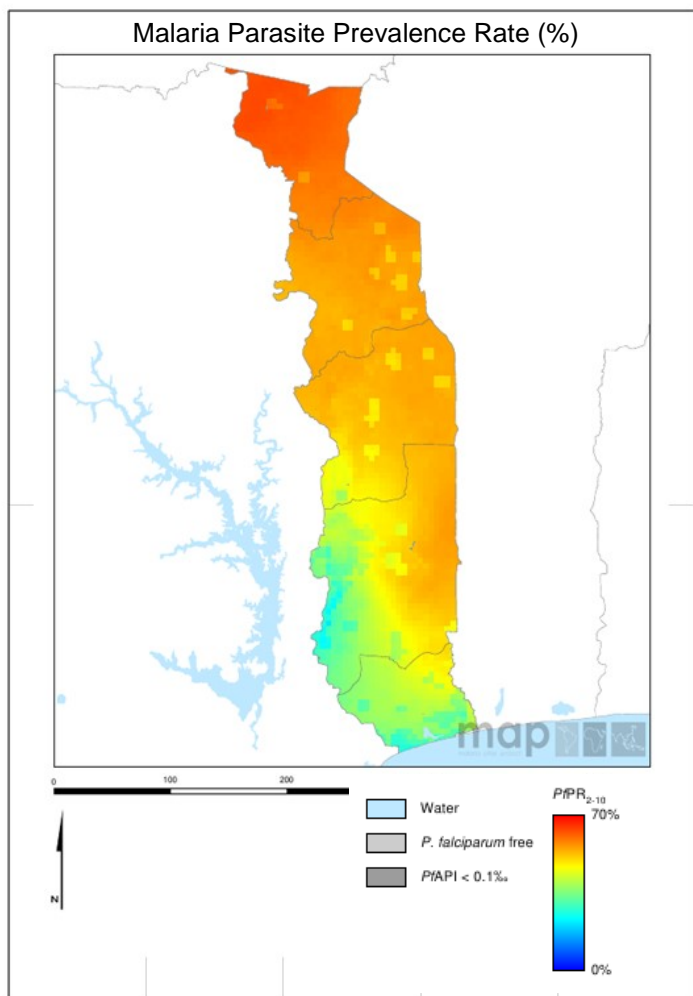 Malaria Parasite Prevalence Rate (%)
map
0 100 200
Water
P. falciparum free
PfAPI < 0.1‰
N
PfPR2-10
70%
0%